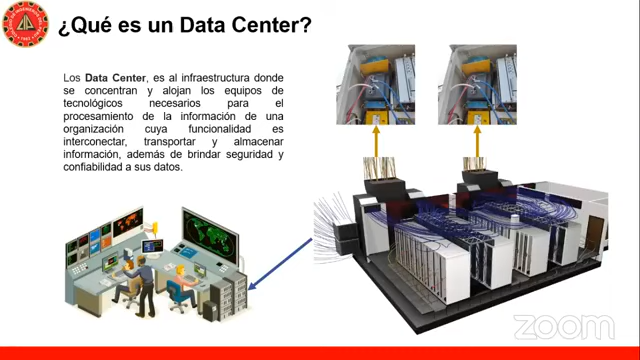 ¿Qué es un Data Center?
Los Data Center, es al infraestructura donde
se concentran y alojan los equipos de
tecnológicos necesarios para el
procesamiento de la información de una
organización cuya funcionalidad es
interconectar, transportar y almacenar
información, además de brindar seguridad y
confiabilidad a sus datos.
zoom